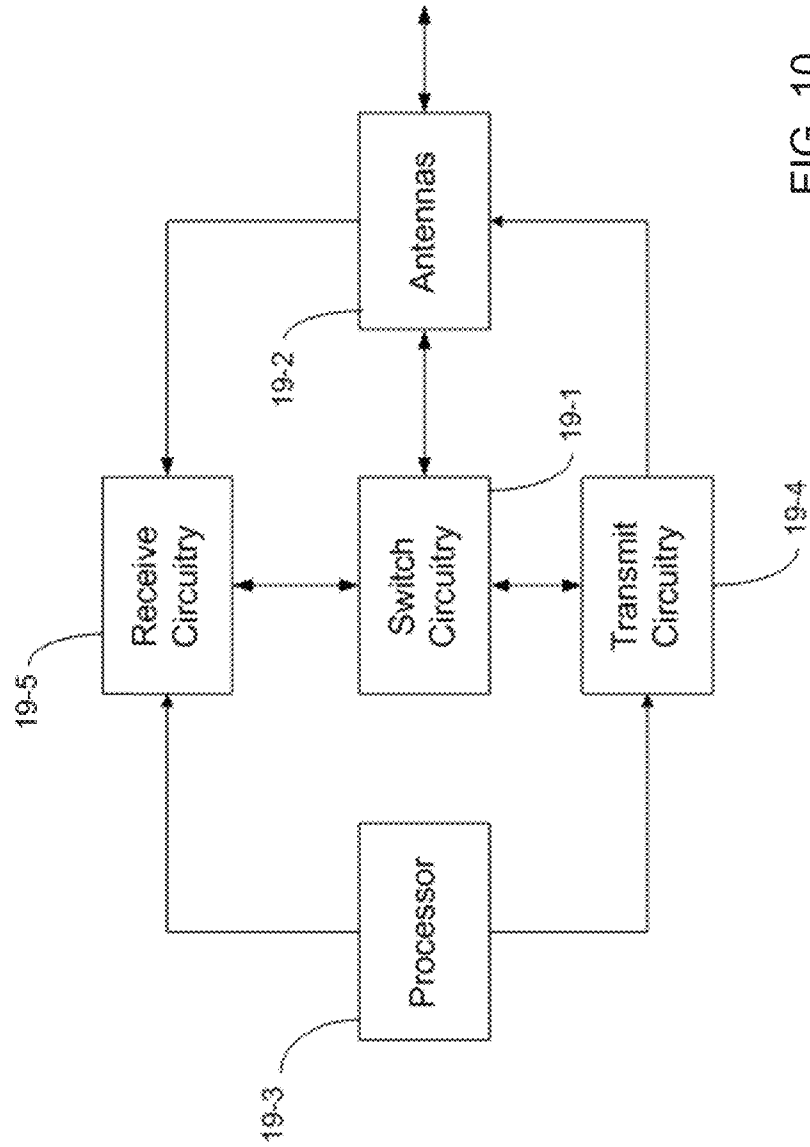 19-5
Receive
Circuitry
19-2
Antennas
19-3
Processor
Switch
Circuitry
19-1
Transmit
Circuitry
19-4
FIG. 10